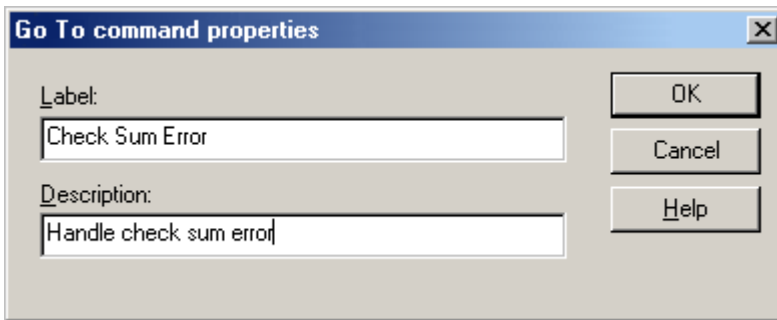 Go To command properties
Label:
Check Sum Error
Description:
Handle check sum error
OK
Cancel
Help